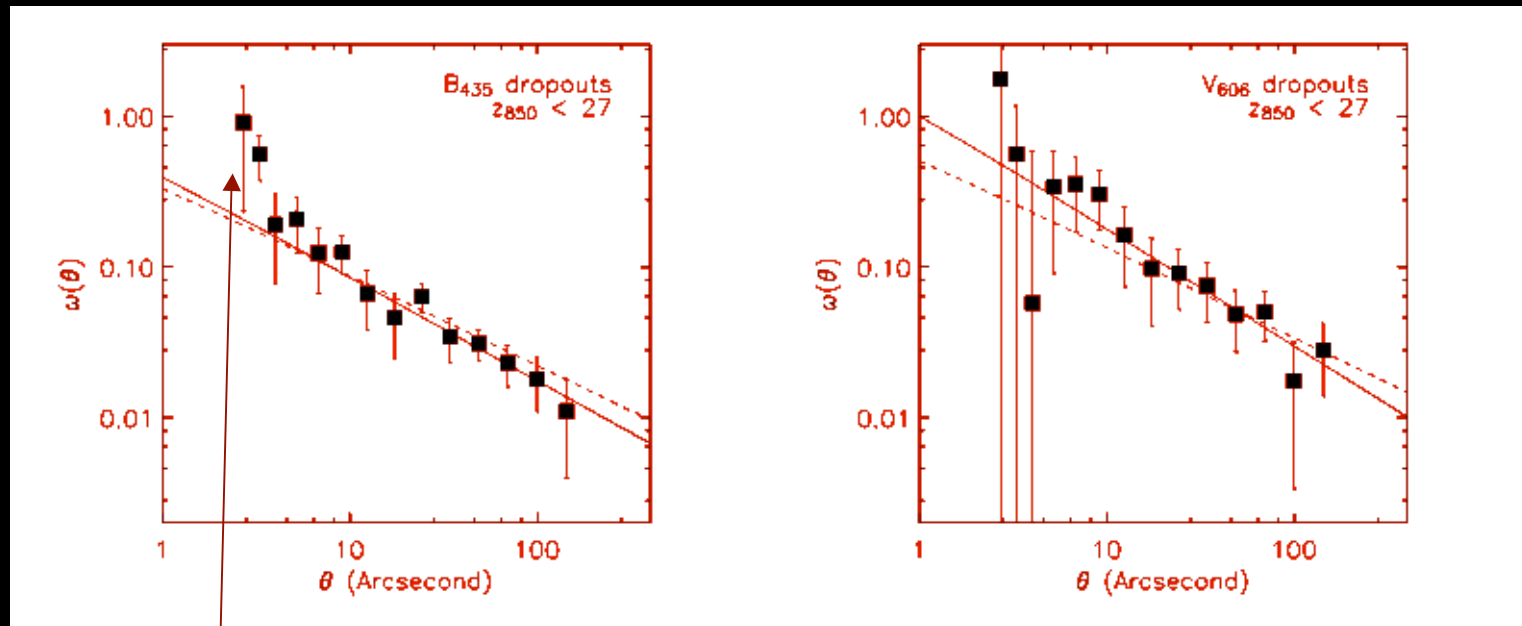 B435 dropouts
z850 < 27
1.00
0.10
0.01
ω(θ)
1
10
100
θ (Arcsecond)
V606 dropouts
z850 < 27
1.00
0.10
0.01
ω(θ)
1
10
100
θ (Arcsecond)